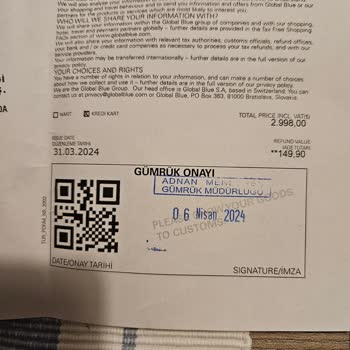 We will also analyse your information
travel experience and to send you information and offers from Global Blue or our
partners for the products in which you are most likely to be interested
WHO WILL WE SHARE YOUR INFORMATION WITH?
We will share your information within the Global Blue group of companies and with our shopping,
hotel, travel and payment partners globally - further details are provided in the Tax Free Shopping
FAQs section of www.globalblue.com.
We will also share your information with relevant tax authorities, customs officials, refund offices,
your bank and / or credit card companies as necessary to process your tax refunds, and with our
service providers.
Your information may be transferred internationally – further details are in the full version of our
privacy policy.
YOUR CHOICES AND RIGHTS
You have a number of rights in relation to your information, and can make a number of choices
about how we collect and use it – further details are in the full version of our privacy policy.
We are the Global Blue Group. Our head office is Global Blue S.A, based in Switzerland. You can
contact us at privacy@globalblue.com or Global Blue, PO Box 363, 81000 Bratislava, Slovakia.
NAKİT KREDİ KARTI
TOTAL PRICE (INCL. VAT/₺)
2.998,00
ISSUE DATE
DÜZENLEME TARİHİ
31.03.2024
REFUND VALUE
İADE TUTARI
**149,90
GÜMRÜK ONAYI
ADNAN MEN
GÜMRÜK MÜDÜRLÜĞÜ
PLEASE SHOW YOUR GOODS
TO CUSTOMS
06 Nisan 2024
DATE/ONAY TARİHİ
SIGNATURE/İMZA